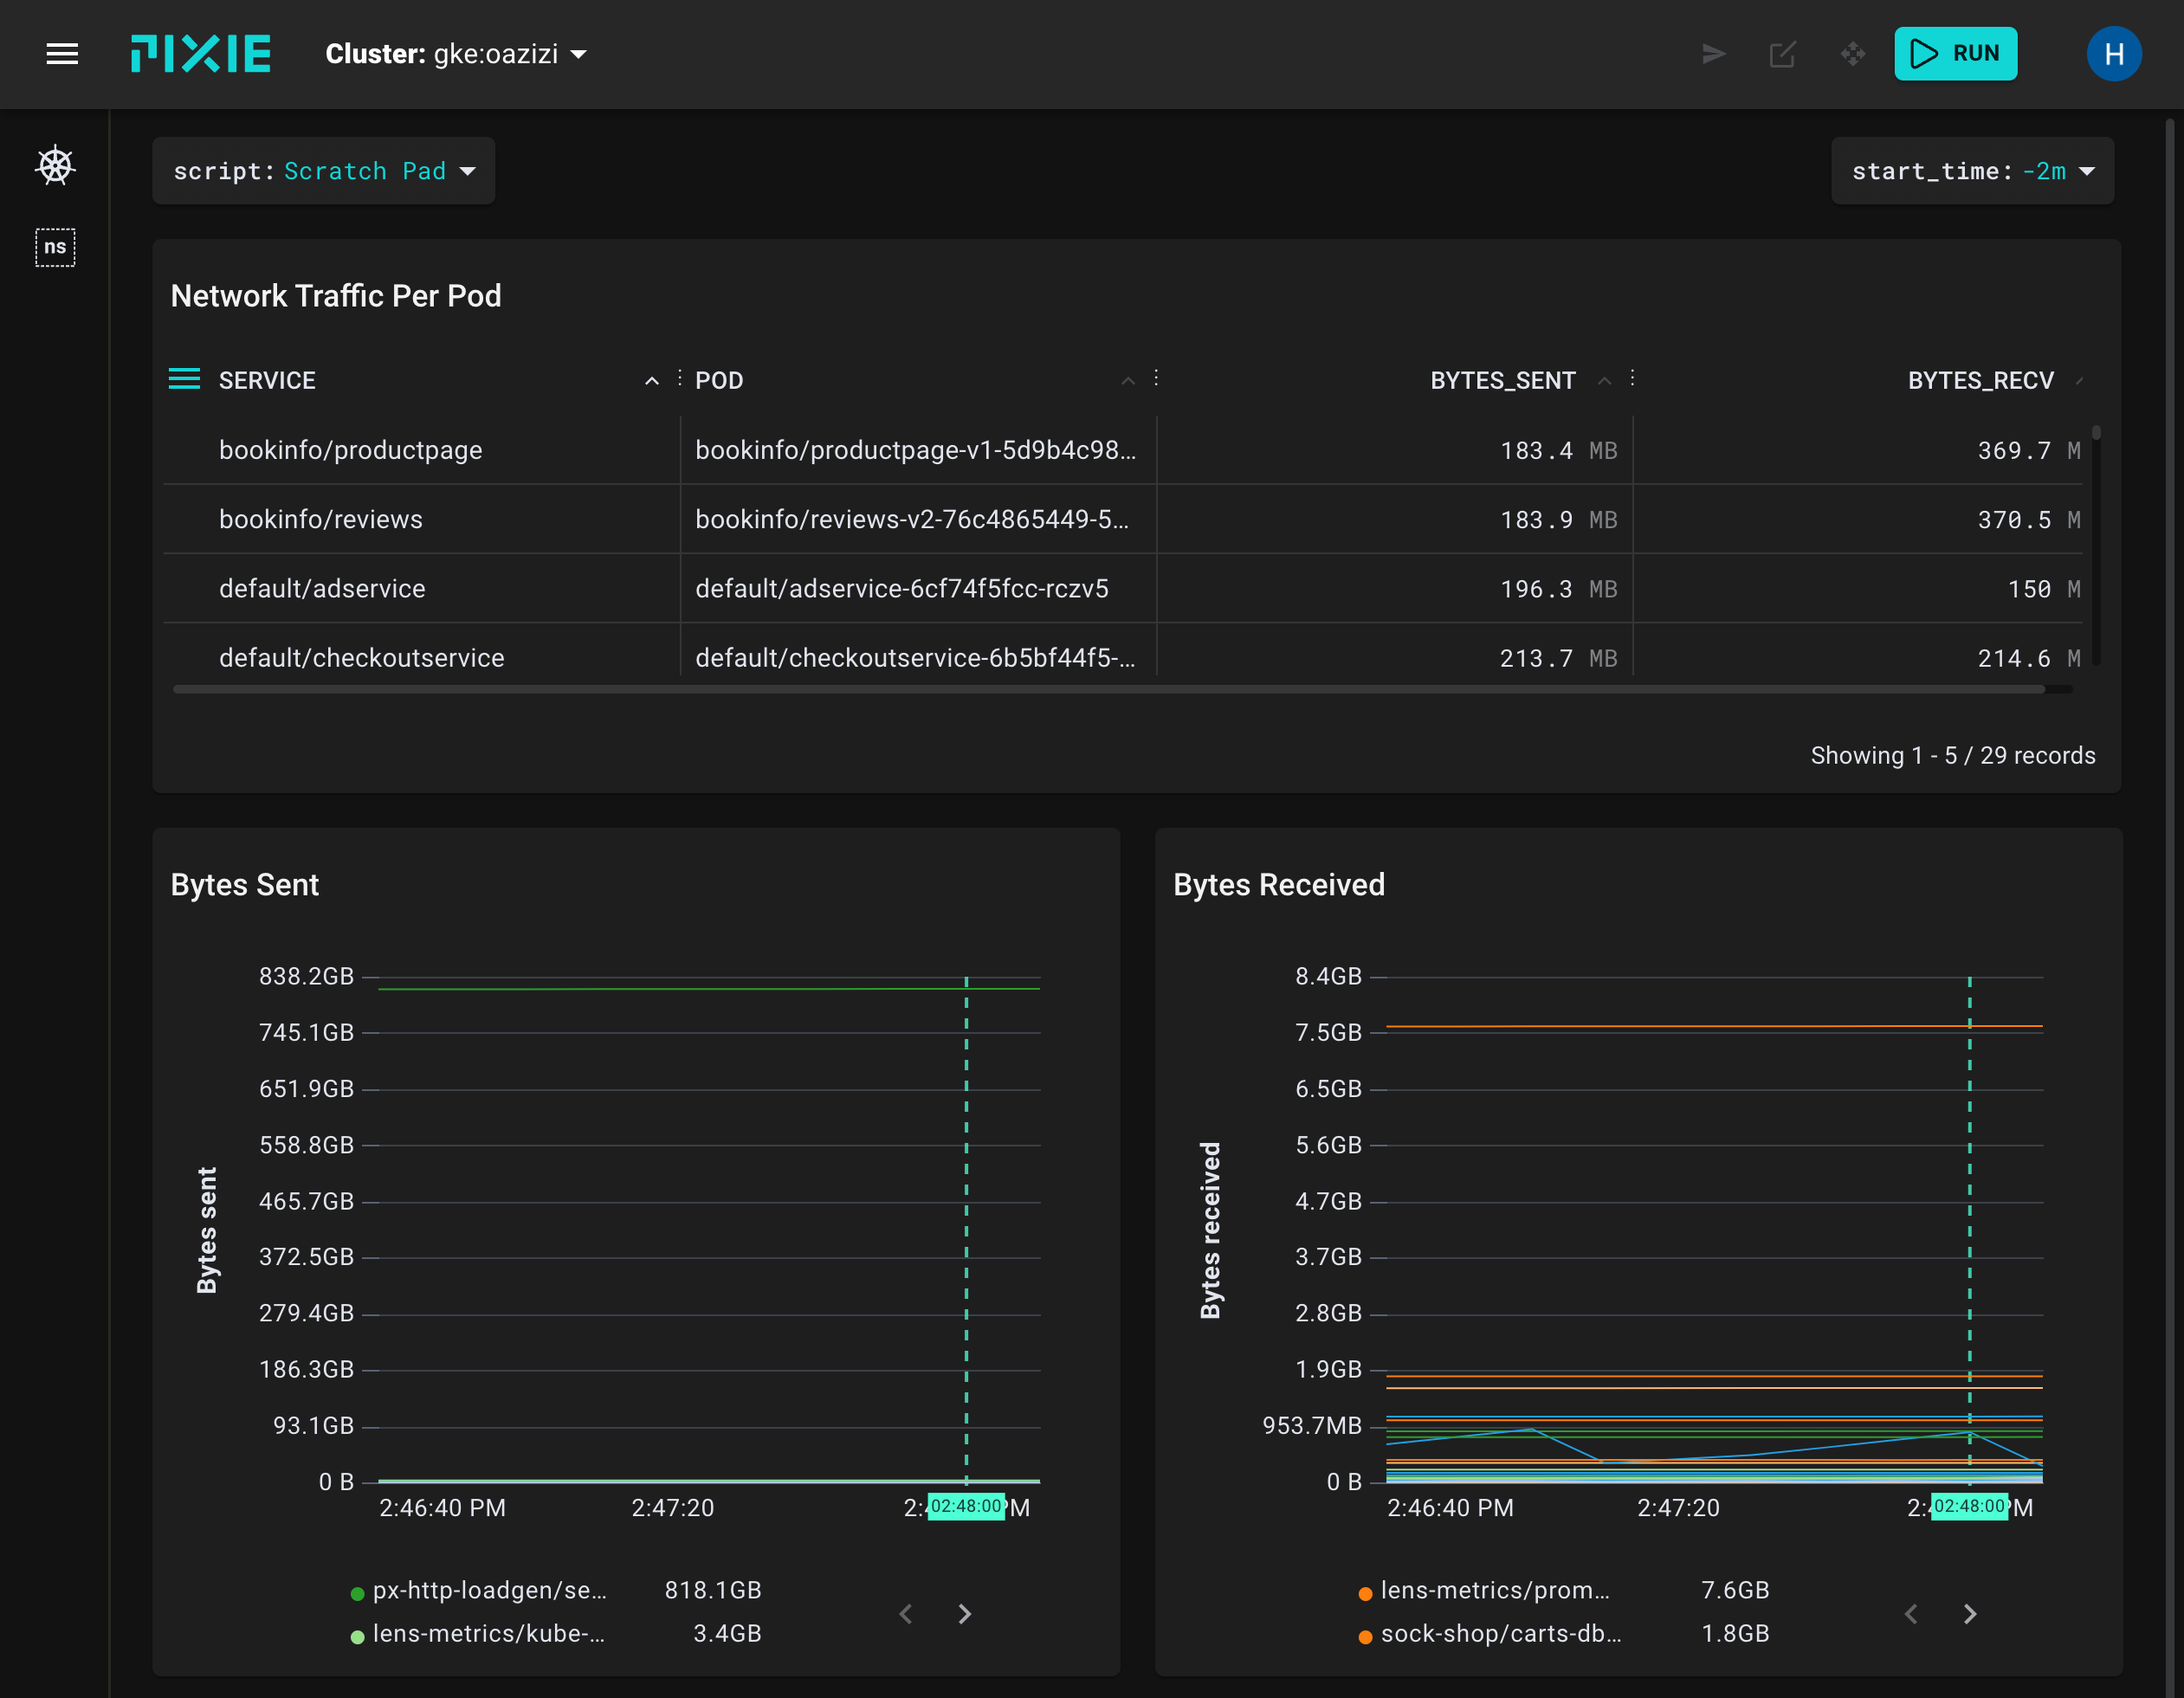 PIXIE Cluster: gke:oazizi RUN H
script: Scratch Pad start_time: -2m
ns
Network Traffic Per Pod
SERVICE POD BYTES_SENT BYTES_RECV
bookinfo/productpage bookinfo/productpage-v1-5d9b4c98... 183.4 MB 369.7 M
bookinfo/reviews bookinfo/reviews-v2-76c4865449-5... 183.9 MB 370.5 M
default/adservice default/adservice-6cf74f5fcc-rczv5 196.3 MB 150 M
default/checkoutservice default/checkoutservice-6b5bf44f5-... 213.7 MB 214.6 M
Showing 1 - 5 / 29 records
Bytes Sent
838.2GB
745.1GB
651.9GB
558.8GB
465.7GB
372.5GB
279.4GB
186.3GB
93.1GB
0 B
Bytes sent
2:46:40 PM 2:47:20 2:4 02:48:00 PM
px-http-loadgen/se... 818.1GB
lens-metrics/kube-... 3.4GB
Bytes Received
8.4GB
7.5GB
6.5GB
5.6GB
4.7GB
3.7GB
2.8GB
1.9GB
953.7MB
0 B
Bytes received
2:46:40 PM 2:47:20 2:4 02:48:00 PM
lens-metrics/prom... 7.6GB
sock-shop/carts-db... 1.8GB